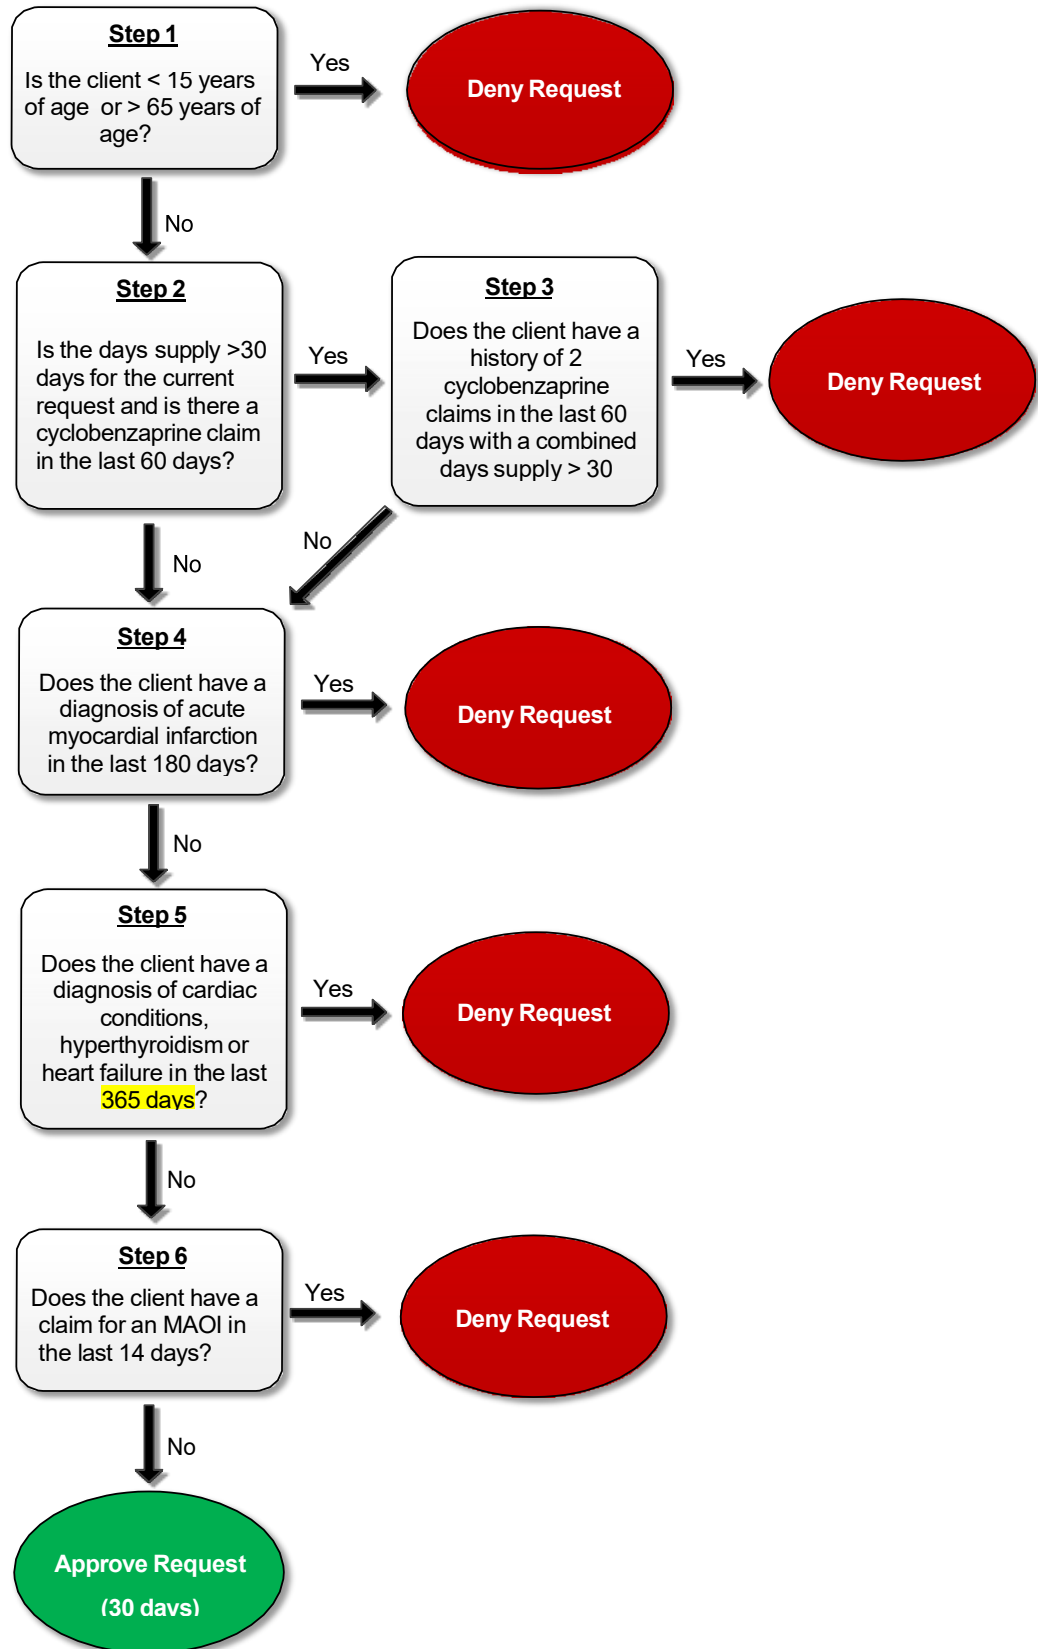 Step 1
Is the client < 15 years
of age or > 65 years of
age?
Yes
Deny Request
No
Step 2
Is the days supply >30
days for the current
request and is there a
cyclobenzaprine claim
in the last 60 days?
Yes
Step 3
Does the client have a
history of 2
cyclobenzaprine
claims in the last 60
days with a combined
days supply > 30
Yes
Deny Request
No
No
Step 4
Does the client have a
diagnosis of acute
myocardial infarction
in the last 180 days?
Yes
Deny Request
No
Step 5
Does the client have a
diagnosis of cardiac
conditions,
hyperthyroidism or
heart failure in the last
365 days?
Yes
Deny Request
No
Step 6
Does the client have a
claim for an MAOI in
the last 14 days?
Yes
Deny Request
No
Approve Request
(30 days)